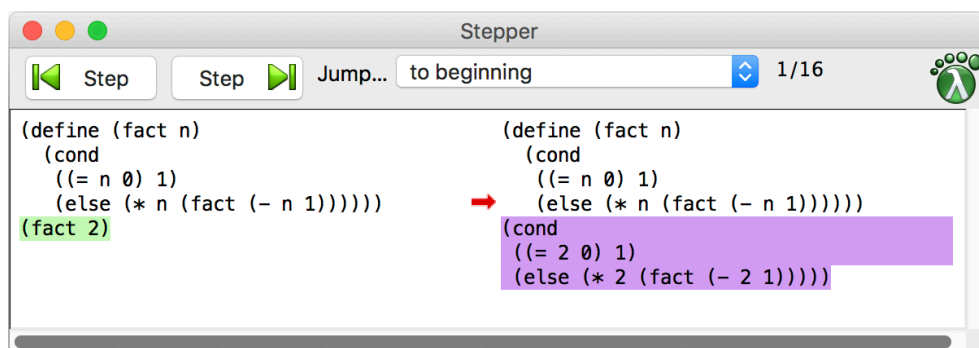 Stepper
Step Step Jump... to beginning 1/16
(define (fact n)
(cond
((= n 0) 1)
(else (* n (fact (- n 1))))))
(fact 2)
(define (fact n)
(cond
((= n 0) 1)
(else (* n (fact (- n 1))))))
(cond
((= 2 0) 1)
(else (* 2 (fact (- 2 1)))))